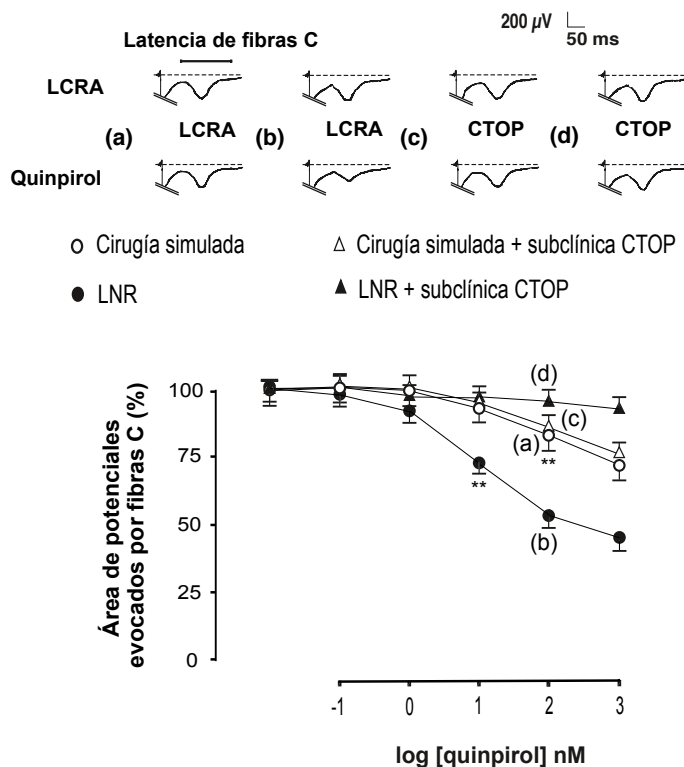 200 µV
50 ms
Latencia de fibras C
LCRA
(a) LCRA (b) LCRA (c) CTOP (d) CTOP
Quinpirol
Cirugía simulada
Cirugía simulada + subclínica CTOP
LNR
LNR + subclínica CTOP
Área de potenciales
evocados por fibras C (%)
100
75
50
25
0
(d)
(c)
(a)
**
**
(b)
-1 0 1 2 3
log [quinpirol] nM